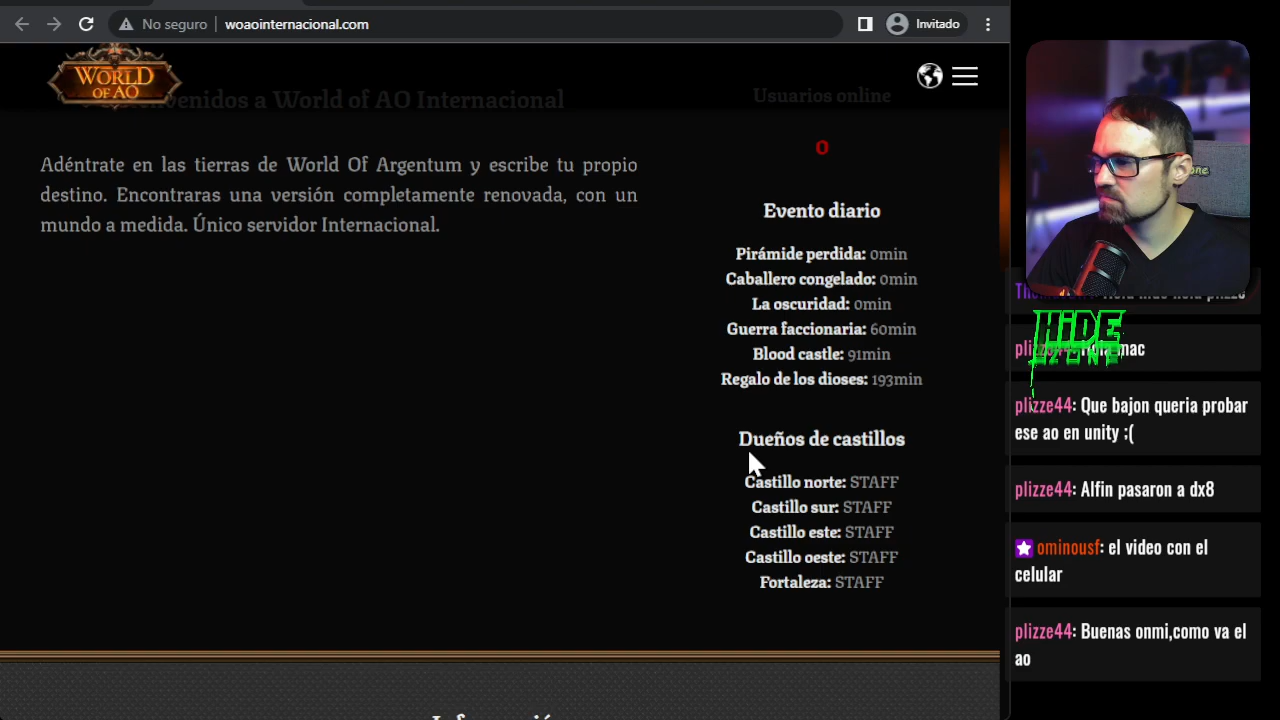 No seguro
woaointernacional.com
Invitado
WORLD
OF AO
a World of AO Internacional
Usuarios online
0
Adéntrate en las tierras de World Of Argentum y escribe tu propio
destino. Encontraras una versión completamente renovada, con un
mundo a medida. Único servidor Internacional.
Evento diario
Pirámide perdida: 0min
Caballero congelado: 0min
La oscuridad: 0min
Guerra faccionaria: 60min
Blood castle: 91min
Regalo de los dioses: 193min
Dueños de castillos
Castillo norte: STAFF
Castillo sur: STAFF
Castillo este: STAFF
Castillo oeste: STAFF
Fortaleza: STAFF
HiDE
mac
plizze44: Que bajon queria probar
ese ao en unity ;(
plizze44: Alfin pasaron a dx8
ominousf: el video con el
celular
plizze44: Buenas onmi,como va el
ao